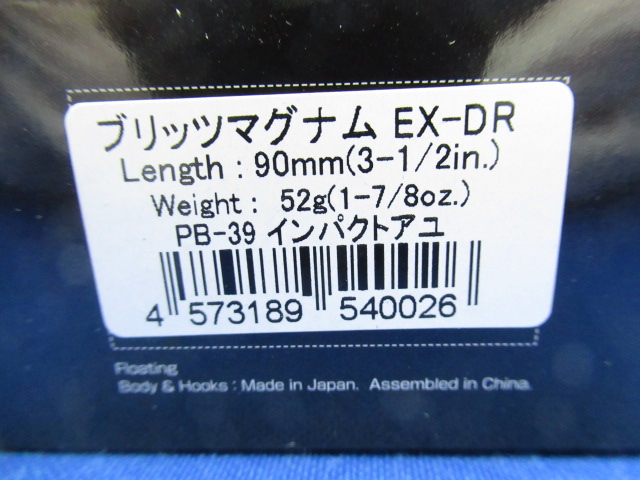 ブリッツマグナム EX-DR
Length : 90mm(3-1/2in.)
Weight : 52g(1-7/8oz.)
PB-39 インパクトアユ
4 573189 540026
Floating
Body & Hooks : Made in Japan. Assembled in China.